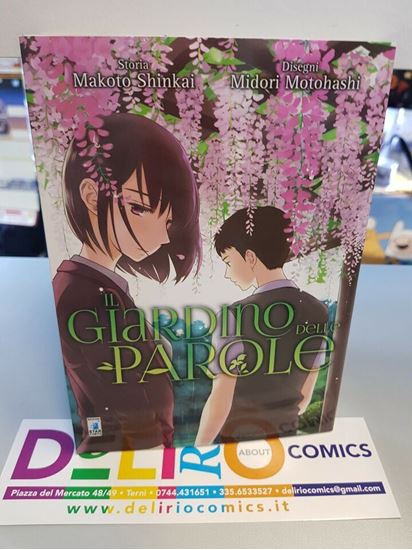 Storia
Makoto Shinkai
Disegni
Midori Motohashi
IL
GIARDINO DELLE
PAROLE
STAR
DELIRIO ABOUT COMICS
Piazza del Mercato 48/49 • Terni • 0744.431651 • 335.6533527 • deliriocomics@gmail.com
www.deliriocomics.it